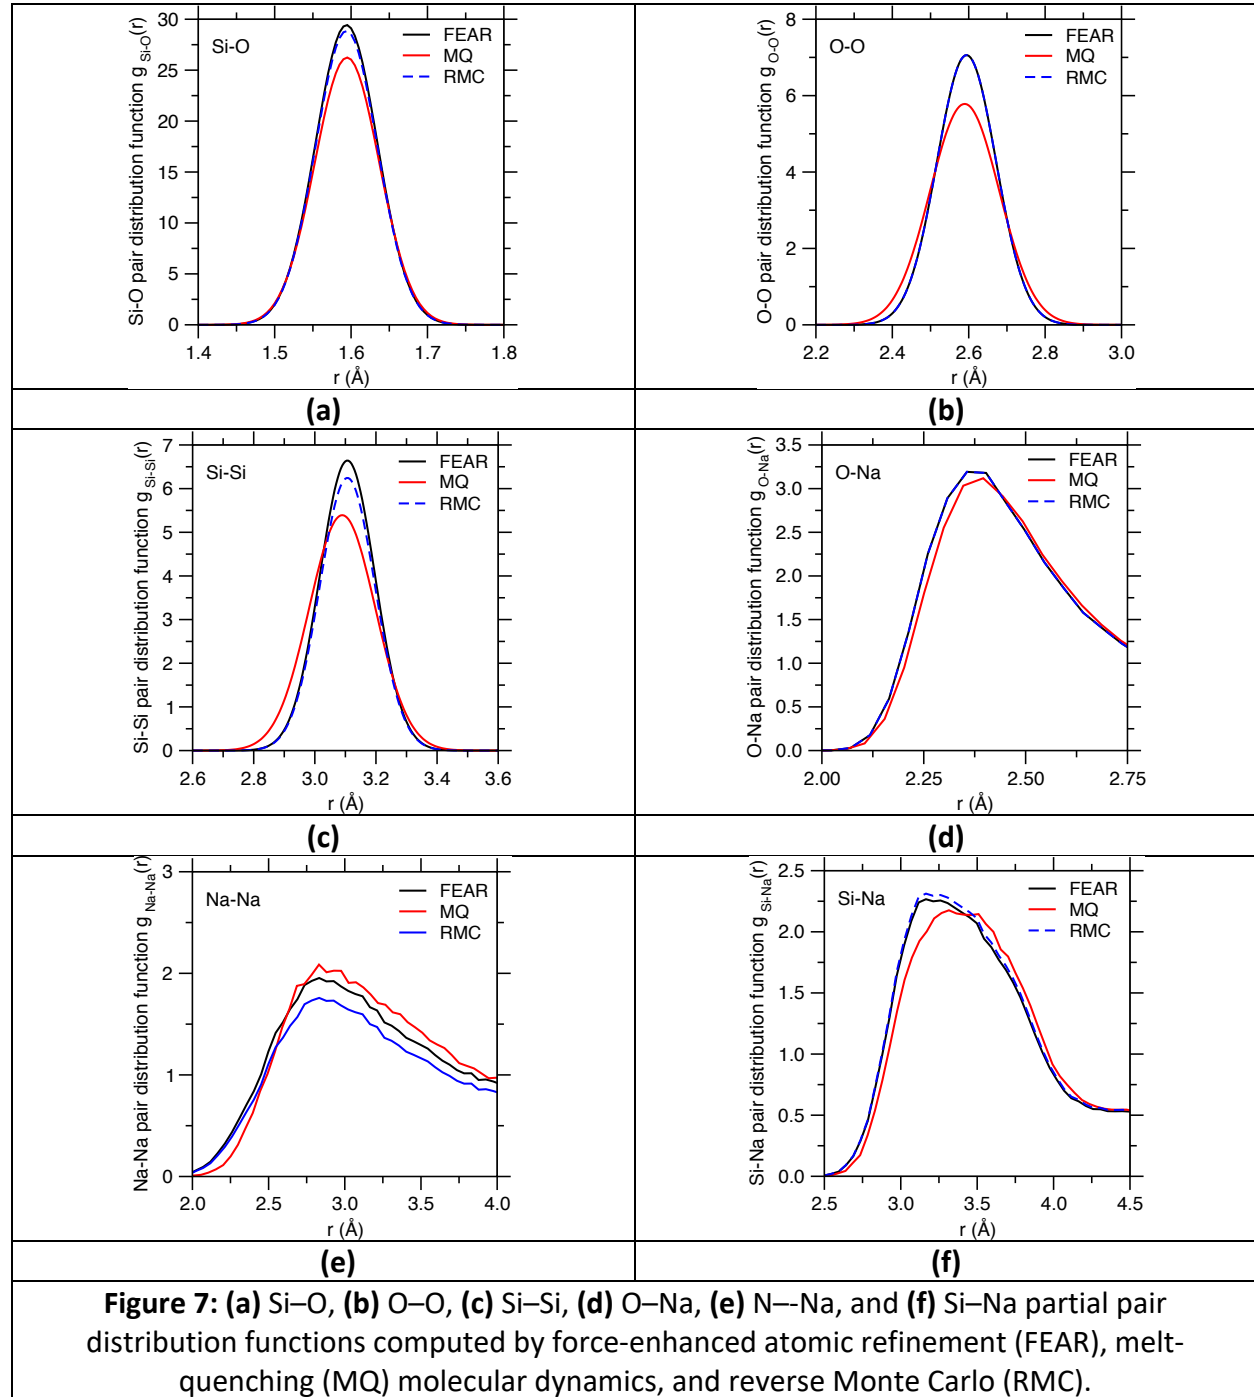 Si-O pair distribution function g Si-O(r)
30
25
20
15
10
5
0
Si-O
FEAR
MQ
RMC
1.4 1.5 1.6 1.7 1.8
r (Å)
O-O pair distribution function g O-O(r)
8
6
4
2
0
O-O
FEAR
MQ
RMC
2.2 2.4 2.6 2.8 3.0
r (Å)
(a)
(b)
Si-Si pair distribution function g Si-Si(r)
7
6
5
4
3
2
1
0
Si-Si
FEAR
MQ
RMC
2.6 2.8 3.0 3.2 3.4 3.6
r (Å)
O-Na pair distribution function g O-Na(r)
3.5
3.0
2.5
2.0
1.5
1.0
0.5
0.0
O-Na
FEAR
MQ
RMC
2.00 2.25 2.50 2.75
r (Å)
(c)
(d)
Na-Na pair distribution function g Na-Na(r)
3
2
1
0
Na-Na
FEAR
MQ
RMC
2.0 2.5 3.0 3.5 4.0
r (Å)
Si-Na pair distribution function g Si-Na(r)
2.5
2.0
1.5
1.0
0.5
0.0
Si-Na
FEAR
MQ
RMC
2.5 3.0 3.5 4.0 4.5
r (Å)
(e)
(f)
Figure 7: (a) Si–O, (b) O–O, (c) Si–Si, (d) O–Na, (e) N–-Na, and (f) Si–Na partial pair
distribution functions computed by force-enhanced atomic refinement (FEAR), melt-
quenching (MQ) molecular dynamics, and reverse Monte Carlo (RMC).